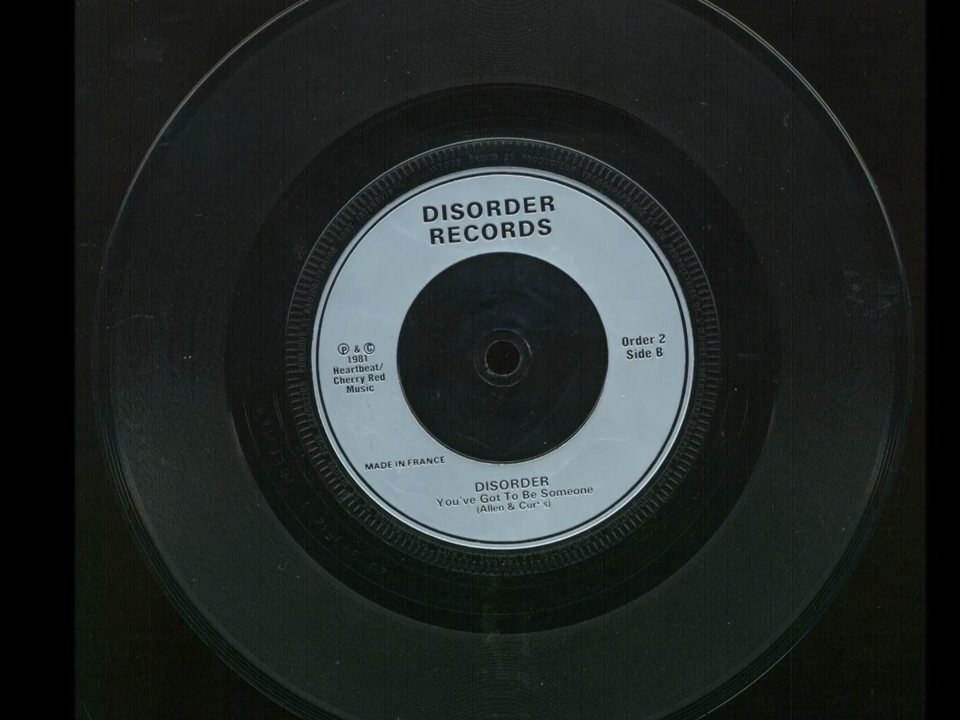 DISORDER
RECORDS
Ⓟ & Ⓒ
1981
Heartbeat/
Cherry Red
Music
Order 2
Side B
MADE IN FRANCE
DISORDER
You've Got To Be Someone
(Allen &